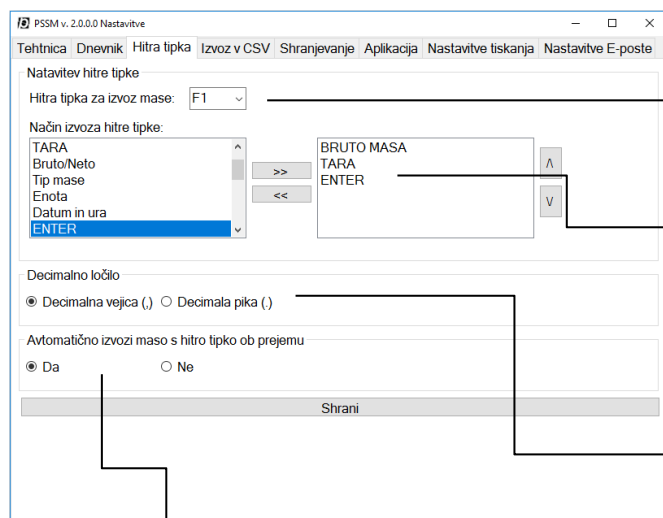 PSSM v. 2.0.0.0 Nastavitve
Tehtnica Dnevnik Hitra tipka Izvoz v CSV Shranjevanje Aplikacija Nastavitve tiskanja Nastavitve E-poste
Natavitev hitre tipke
Hitra tipka za izvoz mase: F1
Način izvoza hitre tipke:
TARA
Bruto/Neto
Tip mase
Enota
Datum in ura
ENTER
>>
<<
BRUTO MASA
TARA
ENTER
/\
\/
Decimalno ločilo
Decimalna vejica (,) Decimala pika (.)
Avtomatično izvozi maso s hitro tipko ob prejemu
Da Ne
Shrani